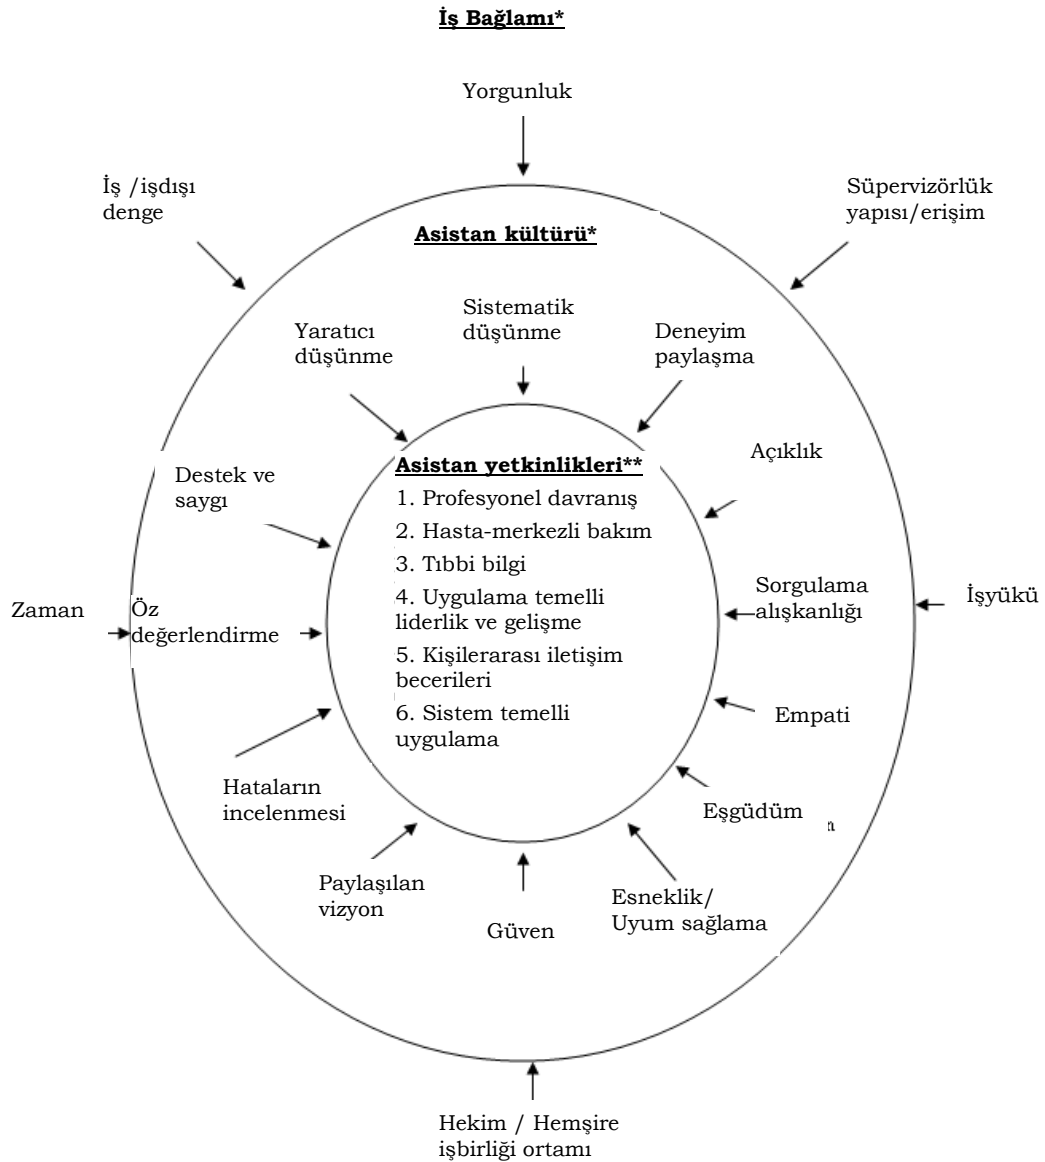 İş Bağlamı*
Yorgunluk
İş /işdışı
denge
Süpervizörlük
yapısı/erişim
Asistan kültürü*
Sistematik
düşünme
Yaratıcı
düşünme
Deneyim
paylaşma
Açıklık
Destek ve
saygı
Asistan yetkinlikleri**
1. Profesyonel davranış
2. Hasta-merkezli bakım
3. Tıbbi bilgi
4. Uygulama temelli
liderlik ve gelişme
5. Kişilerarası iletişim
becerileri
6. Sistem temelli
uygulama
Zaman
Öz
değerlendirme
Sorgulama
alışkanlığı
İşyükü
Empati
Hataların
incelenmesi
Eşgüdüm
Paylaşılan
vizyon
Güven
Esneklik/
Uyum sağlama
Hekim / Hemşire
işbirliği ortamı